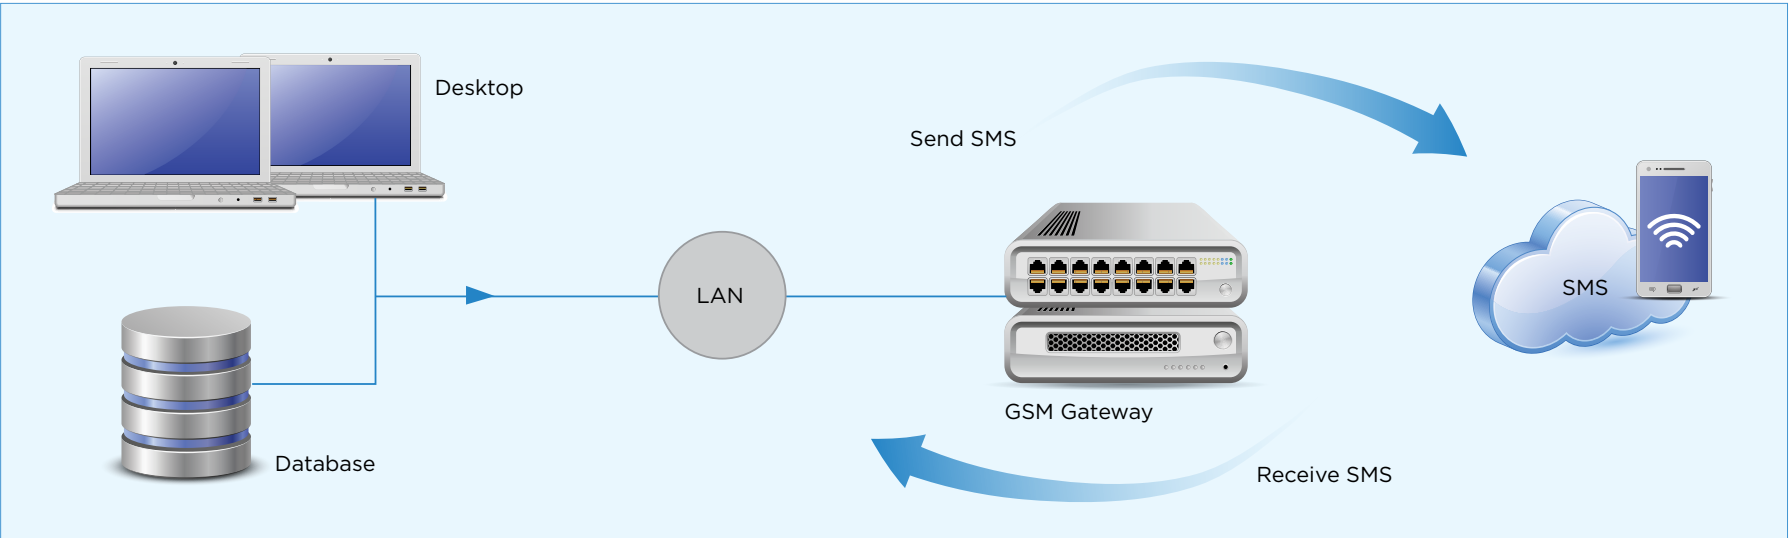 Desktop
Send SMS
LAN
SMS
GSM Gateway
Database
Receive SMS